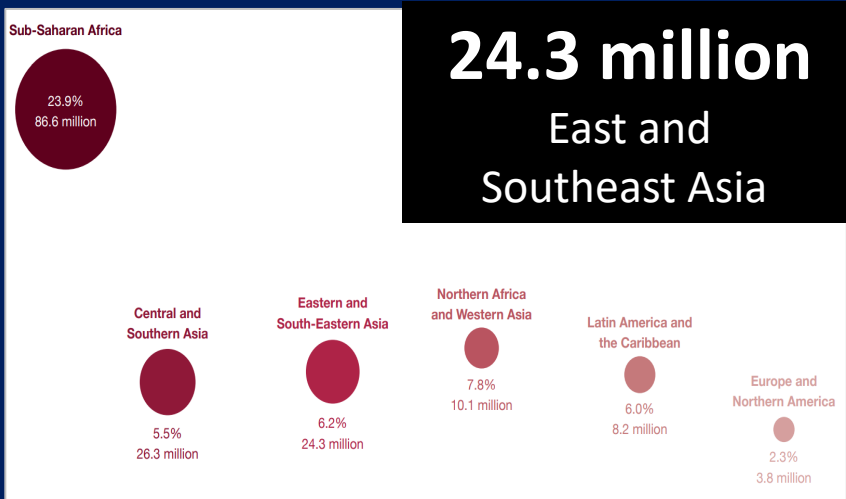 Sub-Saharan Africa
23.9%
86.6 million
24.3 million
East and
Southeast Asia
Central and
Southern Asia
5.5%
26.3 million
Eastern and
South-Eastern Asia
6.2%
24.3 million
Northern Africa
and Western Asia
7.8%
10.1 million
Latin America and
the Caribbean
6.0%
8.2 million
Europe and
Northern America
2.3%
3.8 million